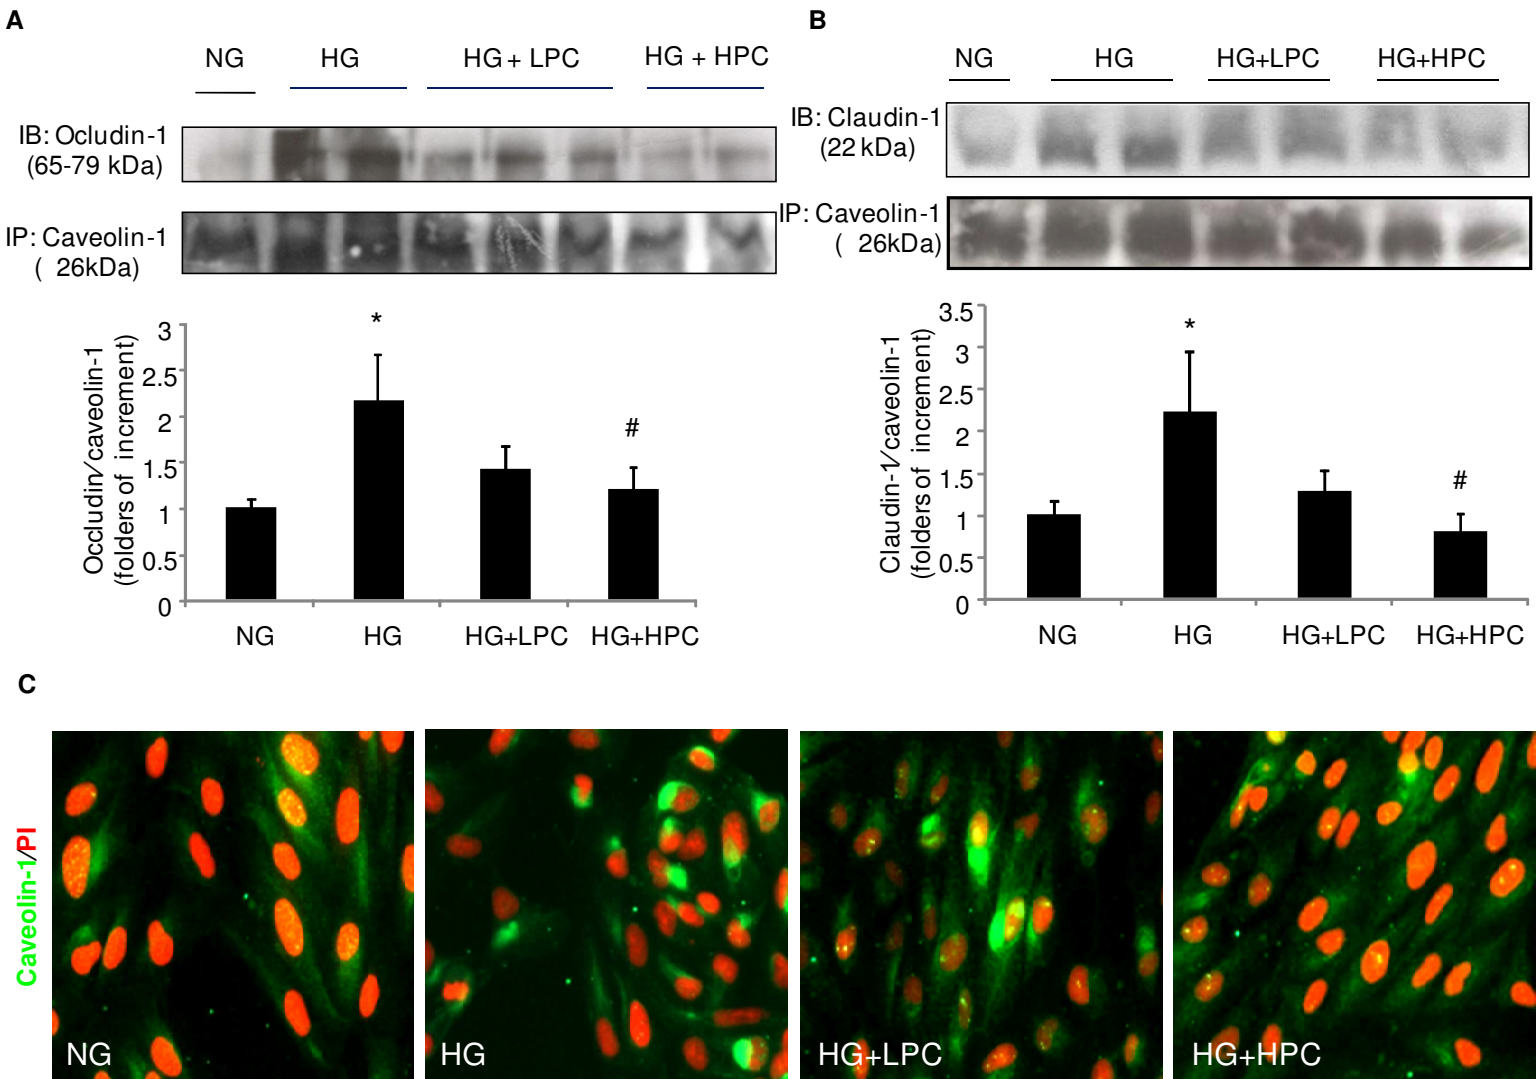 A
NG
HG
HG + LPC
HG + HPC
IB: Ocludin-1
(65-79 kDa)
IP: Caveolin-1
( 26kDa)
3
2.5
2
1.5
1
0.5
0
Occludin/caveolin-1
(folders of increment)
*
#
NG
HG
HG+LPC
HG+HPC
B
NG
HG
HG+LPC
HG+HPC
IB: Claudin-1
(22 kDa)
IP: Caveolin-1
( 26kDa)
3.5
3
2.5
2
1.5
1
0.5
0
Claudin-1/caveolin-1
(folders of increment)
*
#
NG
HG
HG+LPC
HG+HPC
C
Caveolin-1/PI
NG
HG
HG+LPC
HG+HPC